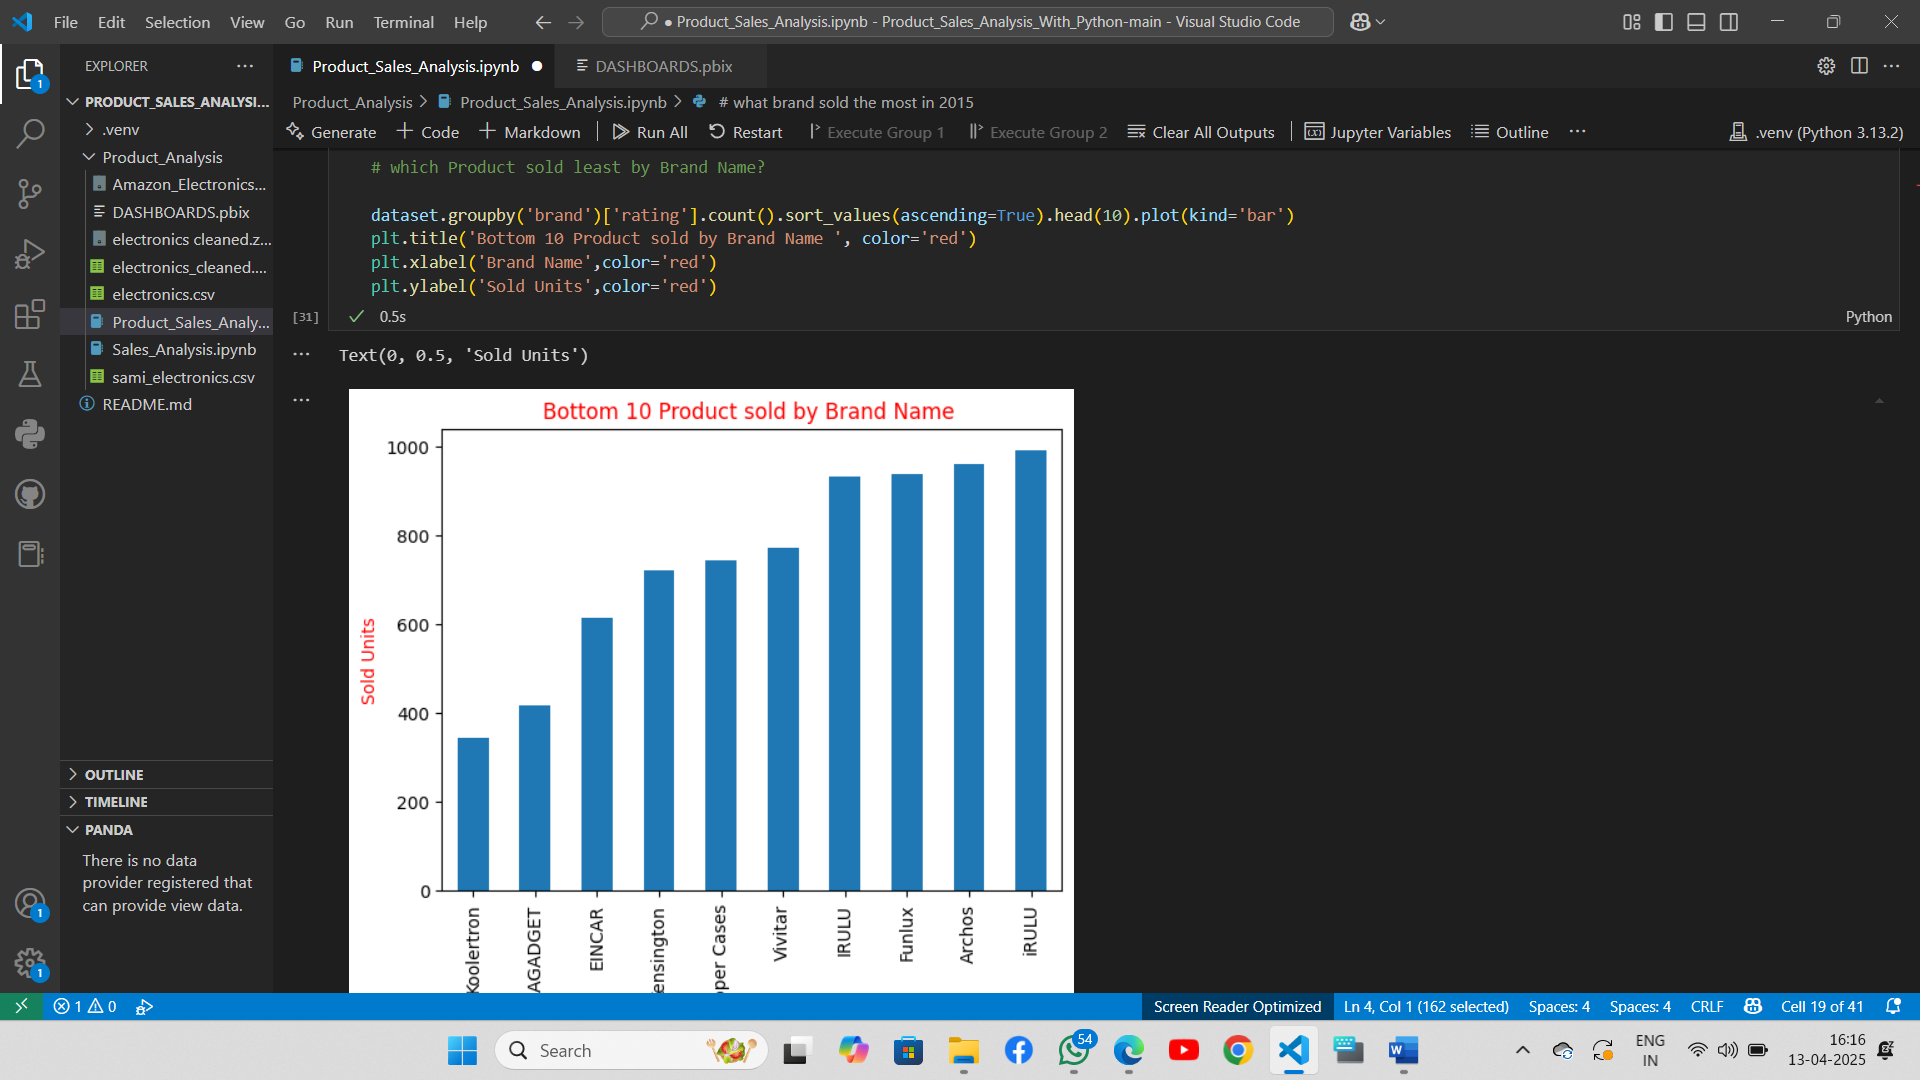 File Edit Selection View Go Run Terminal Help
● Product_Sales_Analysis.ipynb - Product_Sales_Analysis_With_Python-main - Visual Studio Code
EXPLORER
PRODUCT_SALES_ANALYSI...
.venv
Product_Analysis
Amazon_Electronics...
DASHBOARDS.pbix
electronics cleaned.z...
electronics_cleaned....
electronics.csv
Product_Sales_Analy...
Sales_Analysis.ipynb
sami_electronics.csv
README.md
OUTLINE
TIMELINE
PANDA
There is no data
provider registered that
can provide view data.
1
1
1
Product_Sales_Analysis.ipynb ● DASHBOARDS.pbix
Product_Analysis > Product_Sales_Analysis.ipynb > # what brand sold the most in 2015
Generate + Code + Markdown Run All Restart Execute Group 1 Execute Group 2 Clear All Outputs Jupyter Variables Outline ... .venv (Python 3.13.2)
# which Product sold least by Brand Name?
dataset.groupby('brand')['rating'].count().sort_values(ascending=True).head(10).plot(kind='bar')
plt.title('Bottom 10 Product sold by Brand Name ', color='red')
plt.xlabel('Brand Name',color='red')
plt.ylabel('Sold Units',color='red')
[31] 0.5s Python
Text(0, 0.5, 'Sold Units')
Bottom 10 Product sold by Brand Name
Sold Units
1000
800
600
400
200
0
Koolertron
AGADGET
EINCAR
ensington
pper Cases
Vivitar
IRULU
Funlux
Archos
iRULU
1 0
Screen Reader Optimized Ln 4, Col 1 (162 selected) Spaces: 4 Spaces: 4 CRLF Cell 19 of 41
Search
54
ENG
IN
16:16
13-04-2025